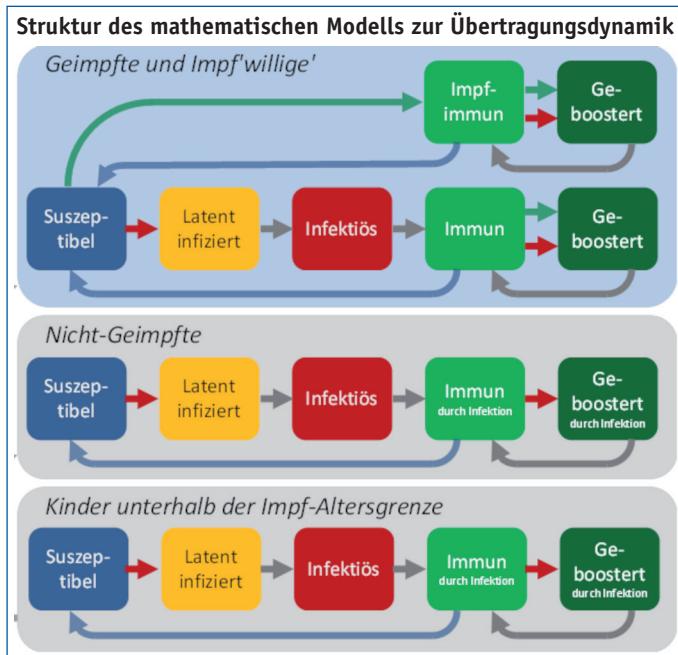 Struktur des mathematischen Modells zur Übertragungsdynamik
Geimpfte und Impf'willige'
Impf-
immun
Ge-
boostert
Suszep-
tibel
Latent
infiziert
Infektiös
Immun
Ge-
boostert
Nicht-Geimpfte
Suszep-
tibel
Latent
infiziert
Infektiös
Immun
durch Infektion
Ge-
boostert
durch Infektion
Kinder unterhalb der Impf-Altersgrenze
Suszep-
tibel
Latent
infiziert
Infektiös
Immun
durch Infektion
Ge-
boostert
durch Infektion